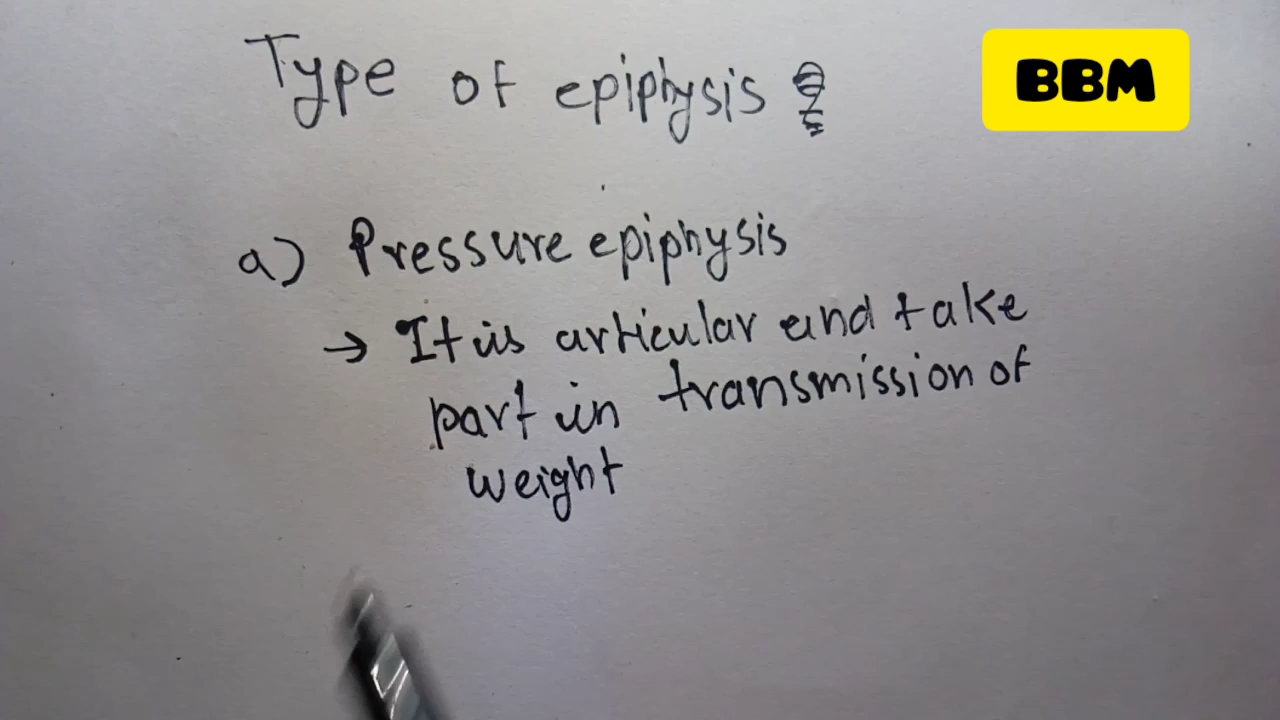 Type of epiphysis
BBM
a) Pressure epiphysis
→ It is articular and take
part in transmission of
weight